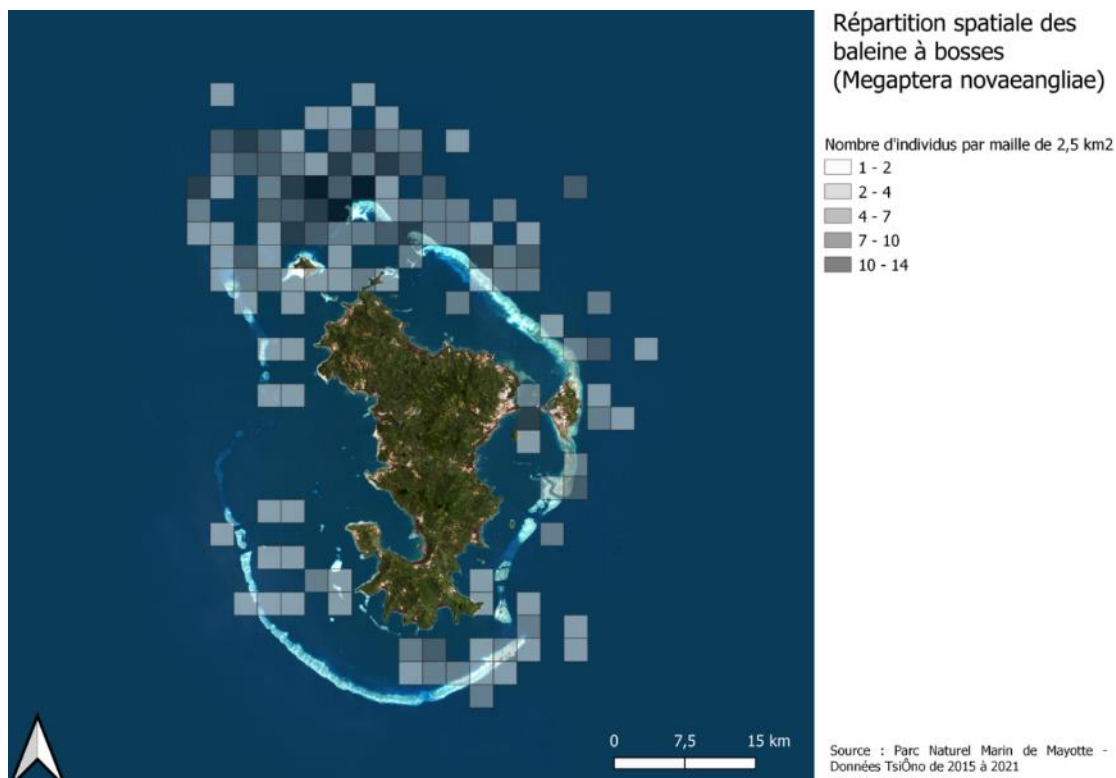 Répartition spatiale des
baleine à bosses
(Megaptera novaeangliae)
Nombre d'individus par maille de 2,5 km2
1 - 2
2 - 4
4 - 7
7 - 10
10 - 14
0 7,5 15 km
Source : Parc Naturel Marin de Mayotte -
Données TsiÔno de 2015 à 2021